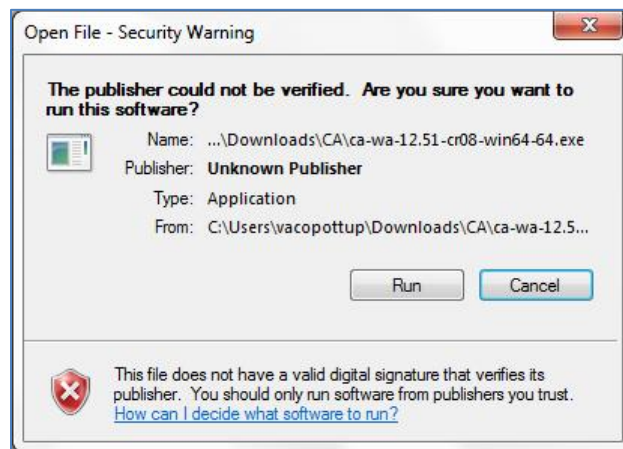 Open File - Security Warning
The publisher could not be verified.  Are you sure you want to
run this software?
Name: ...\Downloads\CA\ca-wa-12.51-cr08-win64-64.exe
Publisher: Unknown Publisher
Type: Application
From: C:\Users\vacopottup\Downloads\CA\ca-wa-12.5...
Run Cancel
This file does not have a valid digital signature that verifies its
publisher.  You should only run software from publishers you trust.
How can I decide what software to run?